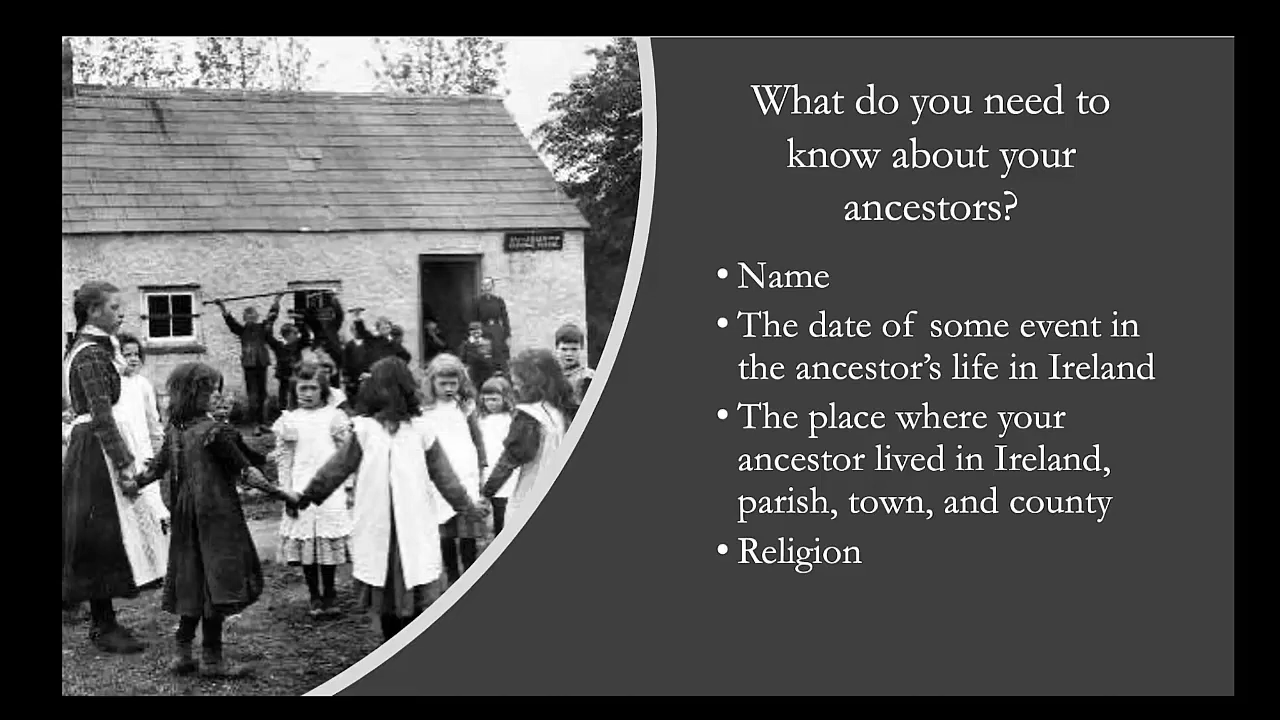 What do you need to
know about your
ancestors?
• Name
• The date of some event in
the ancestor’s life in Ireland
• The place where your
ancestor lived in Ireland,
parish, town, and county
• Religion